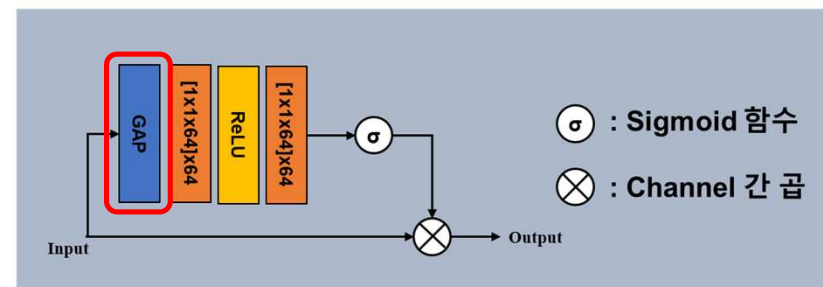 GAP
[1x1x64]x64
ReLU
[1x1x64]x64
σ
Input
Output
σ : Sigmoid 함수
: Channel 간 곱